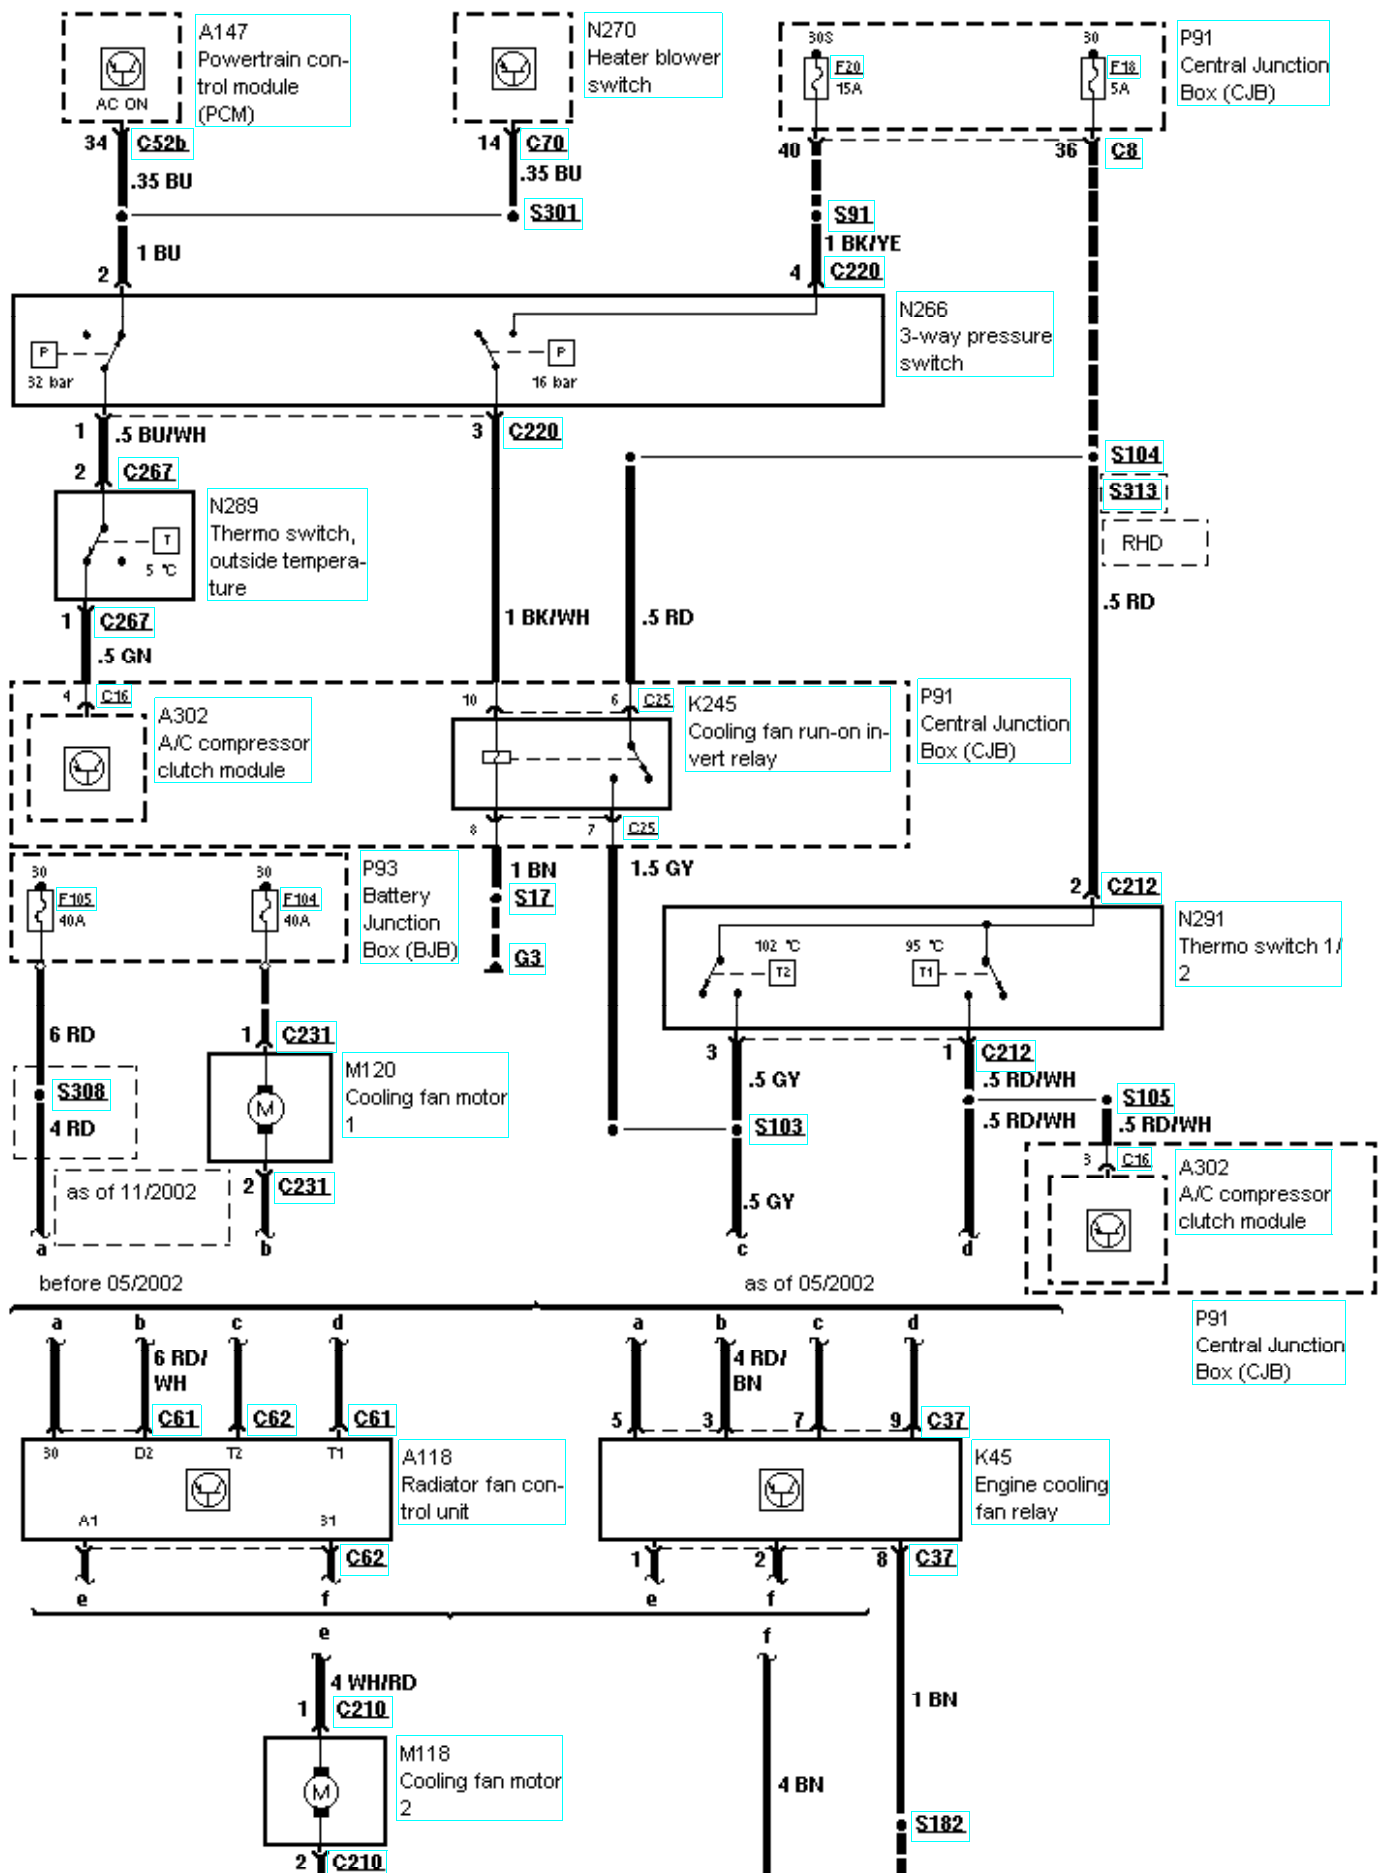 A147
Powertrain con-
trol module
(PCM)
AC ON
N270
Heater blower
switch
30S
F20
15A
30
F18
5A
P91
Central Junction
Box (CJB)
34 C52b
.35 BU
14 C70
.35 BU
40
36 C8
S301
S91
1 BU
1 BK/YE
2
4 C220
N266
3-way pressure
switch
P
32 bar
P
16 bar
1 .5 BU/WH
3 C220
2 C267
S104
S313
RHD
N289
Thermo switch,
outside tempera-
ture
T
5 °C
1 C267
.5 GN
1 BK/WH
.5 RD
.5 RD
4 C16
A302
A/C compressor
clutch module
10
6 C25
K245
Cooling fan run-on in-
vert relay
P91
Central Junction
Box (CJB)
8
7 C25
30
F105
40A
30
F104
40A
P93
Battery
Junction
Box (BJB)
1 BN
S17
G3
1.5 GY
2 C212
N291
Thermo switch 1/
2
102 °C
T2
95 °C
T1
6 RD
1 C231
M120
Cooling fan motor
1
M
S308
4 RD
as of 11/2002
2 C231
3
1 C212
.5 GY
.5 RD/WH
S103
S105
.5 RD/WH
.5 RD/WH
.5 GY
3 C16
A302
A/C compressor
clutch module
a
b
c
d
before 05/2002
as of 05/2002
P91
Central Junction
Box (CJB)
a b c d
a b c d
6 RD/
WH
4 RD/
BN
C61 C62 C61
5 3 7 9 C37
30 D2 T2 T1
A1 31
A118
Radiator fan con-
trol unit
K45
Engine cooling
fan relay
C62
1 2 8 C37
e f
e f
e
f
4 WH/RD
1 C210
1 BN
M118
Cooling fan motor
2
M
4 BN
S182
2 C210